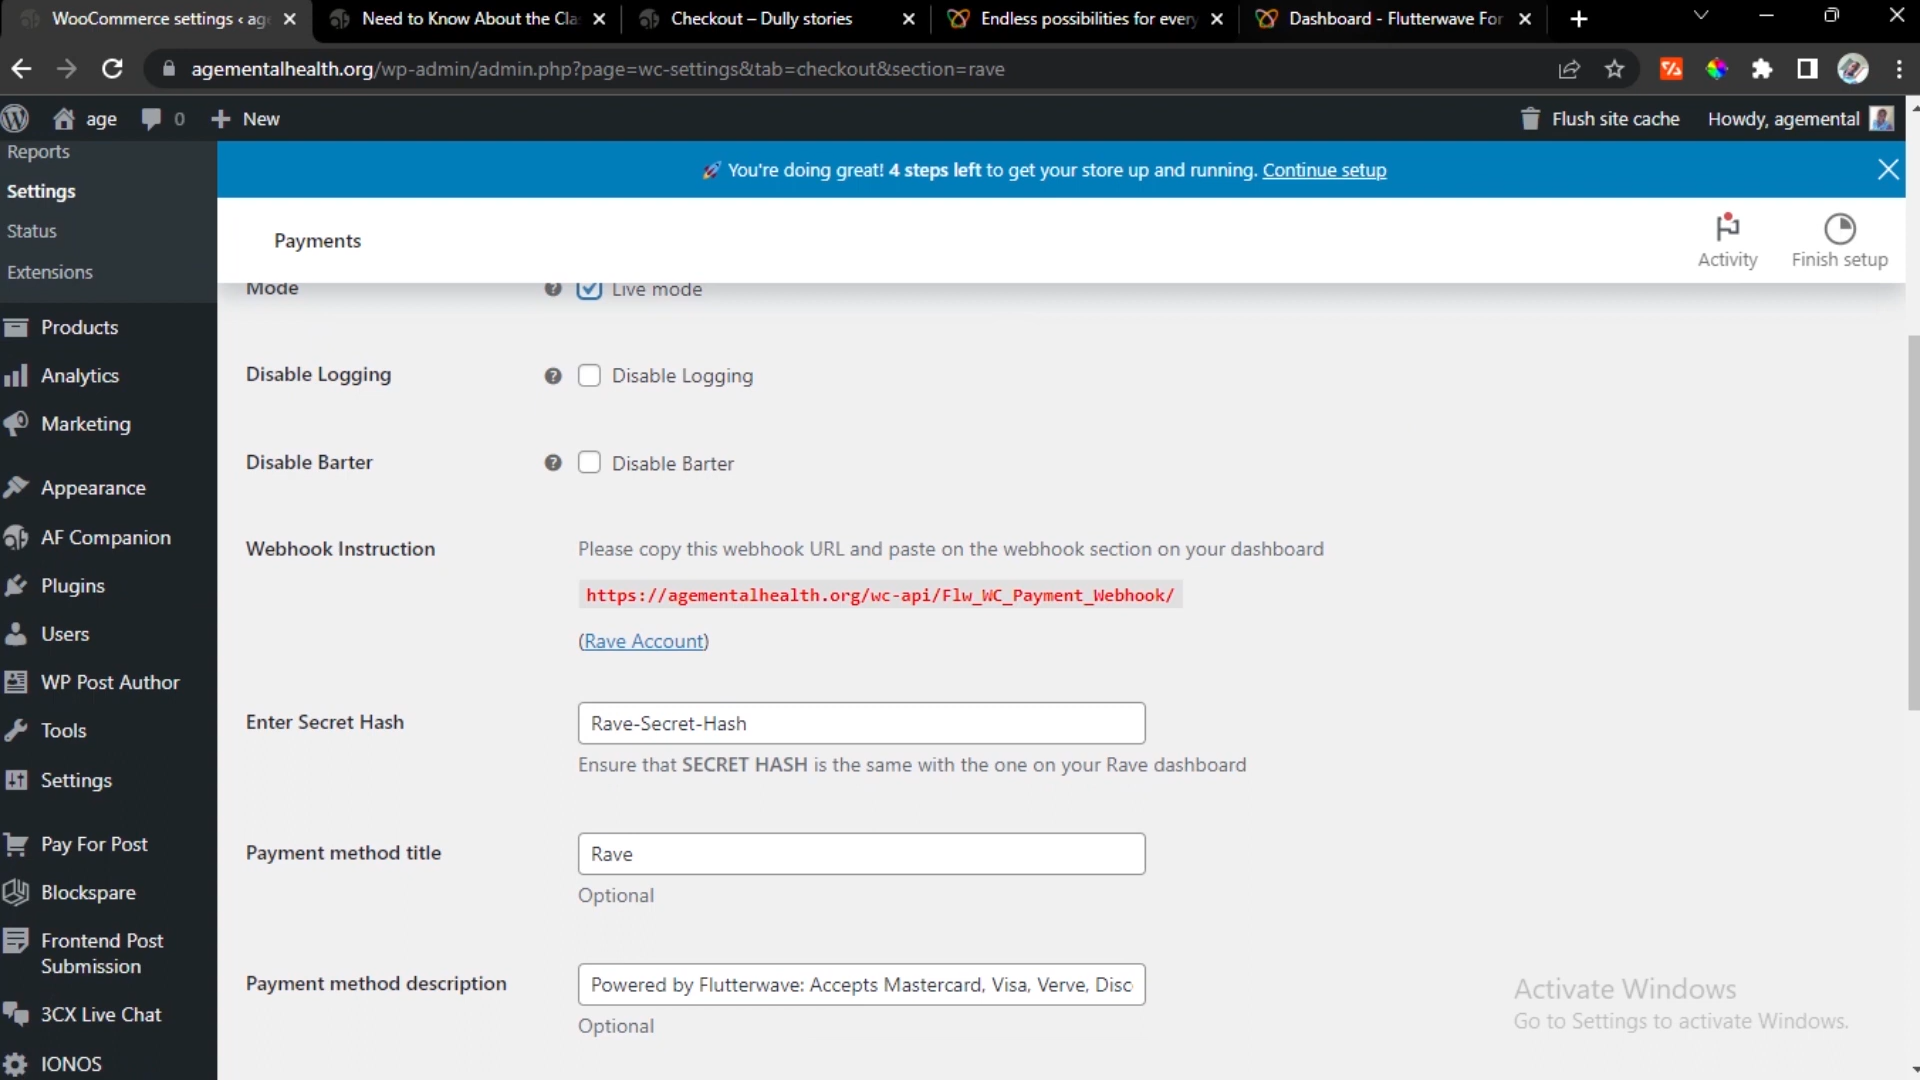 WooCommerce settings ‹ ag
Need to Know About the Cla
Checkout – Dully stories
Endless possibilities for every
Dashboard - Flutterwave For
agementalhealth.org/wp-admin/admin.php?page=wc-settings&tab=checkout&section=rave
age
0
New
Flush site cache
Howdy, agemental
Reports
Settings
Status
Extensions
Products
Analytics
Marketing
Appearance
AF Companion
Plugins
Users
WP Post Author
Tools
Settings
Pay For Post
Blockspare
Frontend Post
Submission
3CX Live Chat
IONOS
🚀 You're doing great! 4 steps left to get your store up and running. Continue setup
Payments
Activity
Finish setup
Mode
Live mode
Disable Logging
Disable Logging
Disable Barter
Disable Barter
Webhook Instruction
Please copy this webhook URL and paste on the webhook section on your dashboard
https://agementalhealth.org/wc-api/Flw_WC_Payment_Webhook/
(Rave Account)
Enter Secret Hash
Rave-Secret-Hash
Ensure that SECRET HASH is the same with the one on your Rave dashboard
Payment method title
Rave
Optional
Payment method description
Powered by Flutterwave: Accepts Mastercard, Visa, Verve, Disc
Optional
Activate Windows
Go to Settings to activate Windows.